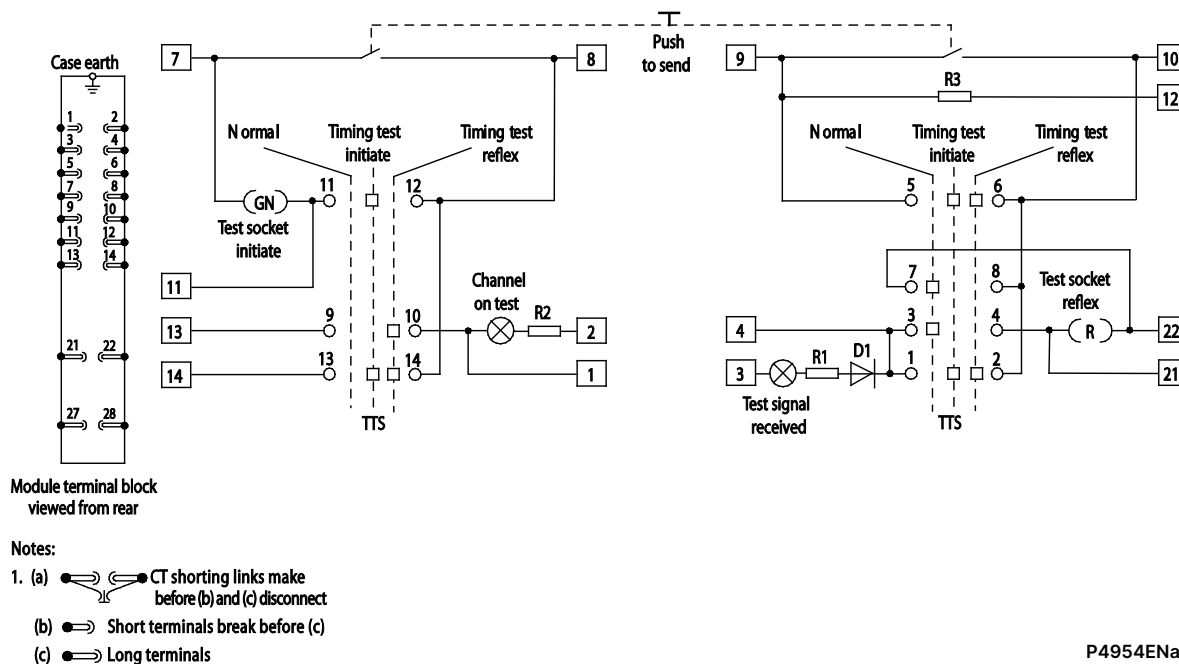 Case earth
1 2
3 4
5 6
7 8
9 10
11 12
13 14
21 22
27 28
Module terminal block
viewed from rear
Push
to send
7
8
Normal
Timing test
initiate
Timing test
reflex
11
12
GN
Test socket
initiate
11
Channel
on test
13
9
10
R2
2
14
13
14
1
TTS
9
10
R3
12
Normal
Timing test
initiate
Timing test
reflex
5
6
7
8
Test socket
reflex
4
3
4
R
22
3
R1
D1
1
2
21
Test signal
received
TTS
Notes:
1. (a) CT shorting links make
before (b) and (c) disconnect
(b) Short terminals break before (c)
(c) Long terminals
P4954ENa